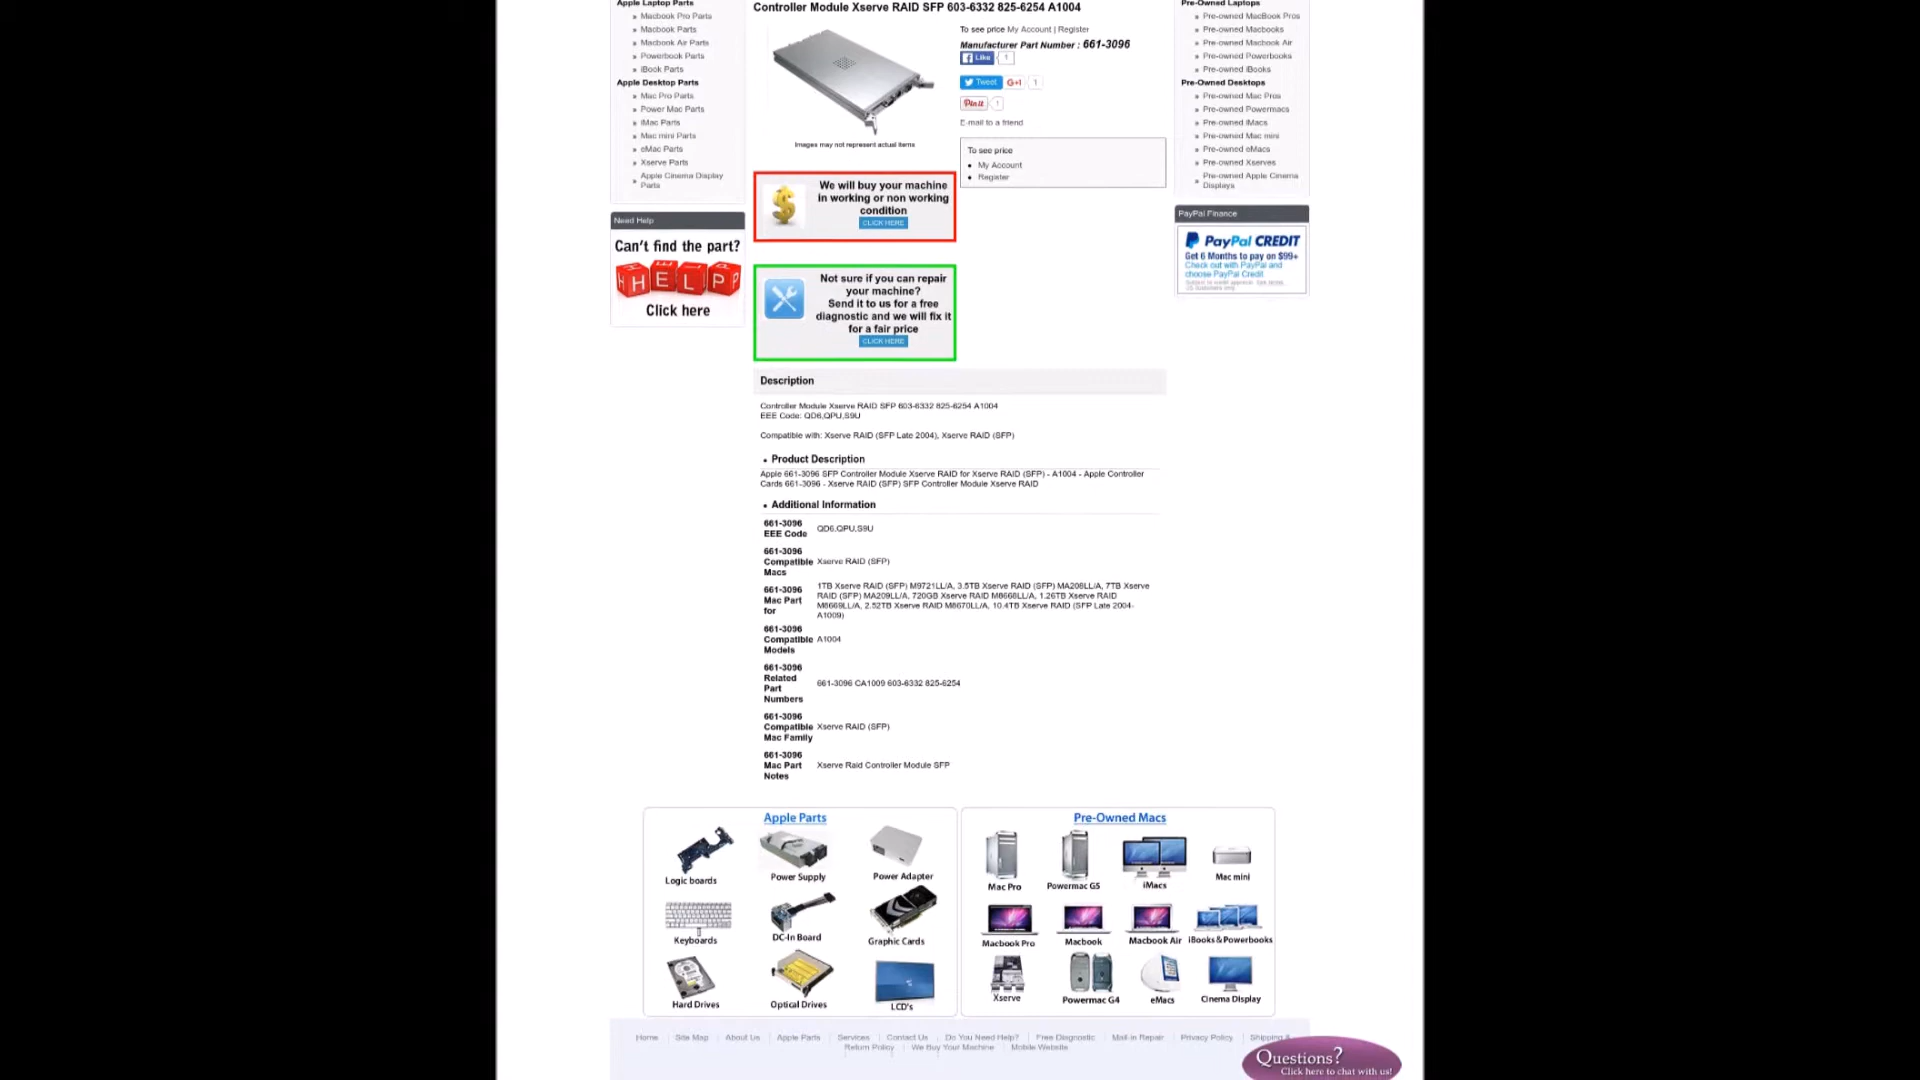 Apple Laptop Parts
» Macbook Pro Parts
» Macbook Parts
» Macbook Air Parts
» Powerbook Parts
» iBook Parts
Apple Desktop Parts
» Mac Pro Parts
» Power Mac Parts
» iMac Parts
» Mac mini Parts
» eMac Parts
» Xserve Parts
» Apple Cinema Display
Parts
Need Help
Can't find the part?
HELP
Click here
Controller Module Xserve RAID SFP 603-6332 825-6254 A1004
Images may not represent actual items
To see price My Account | Register
Manufacturer Part Number : 661-3096
Like 1
Tweet G+1 1
Pin it 1
E-mail to a friend
To see price
• My Account
• Register
We will buy your machine
in working or non working
condition
CLICK HERE
Not sure if you can repair
your machine?
Send it to us for a free
diagnostic and we will fix it
for a fair price
CLICK HERE
Description
Controller Module Xserve RAID SFP 603-6332 825-6254 A1004
EEE Code: QD6,QPU,S9U
Compatible with: Xserve RAID (SFP Late 2004), Xserve RAID (SFP)
• Product Description
Apple 661-3096 SFP Controller Module Xserve RAID for Xserve RAID (SFP) - A1004 - Apple Controller
Cards 661-3096 - Xserve RAID (SFP) SFP Controller Module Xserve RAID
• Additional Information
661-3096
EEE Code
QD6,QPU,S9U
661-3096
Compatible
Macs
Xserve RAID (SFP)
661-3096
Mac Part
for
1TB Xserve RAID (SFP) M9721LL/A, 3.5TB Xserve RAID (SFP) MA208LL/A, 7TB Xserve
RAID (SFP) MA209LL/A, 720GB Xserve RAID M8668LL/A, 1.26TB Xserve RAID
M8669LL/A, 2.52TB Xserve RAID M8670LL/A, 10.4TB Xserve RAID (SFP Late 2004-
A1009)
661-3096
Compatible
Models
A1004
661-3096
Related
Part
Numbers
661-3096 CA1009 603-6332 825-6254
661-3096
Compatible
Mac Family
Xserve RAID (SFP)
661-3096
Mac Part
Notes
Xserve Raid Controller Module SFP
Pre-Owned Laptops
» Pre-owned MacBook Pros
» Pre-owned Macbooks
» Pre-owned Macbook Air
» Pre-owned Powerbooks
» Pre-owned iBooks
Pre-Owned Desktops
» Pre-owned Mac Pros
» Pre-owned Powermacs
» Pre-owned iMacs
» Pre-owned Mac mini
» Pre-owned eMacs
» Pre-owned Xserves
» Pre-owned Apple Cinema
Displays
PayPal Finance
PayPal CREDIT
Get 6 Months to pay on $99+
Check out with PayPal and
choose PayPal Credit
Subject to credit approval. See terms.
US customers only.
Apple Parts
Logic boards
Power Supply
Power Adapter
Keyboards
DC-In Board
Graphic Cards
Hard Drives
Optical Drives
LCD's
Pre-Owned Macs
Mac Pro
Powermac G5
iMacs
Mac mini
Macbook Pro
Macbook
Macbook Air
iBooks & Powerbooks
Xserve
Powermac G4
eMacs
Cinema Display
Home | Site Map | About Us | Apple Parts | Services | Contact Us | Do You Need Help? | Free Diagnostic | Mail-in Repair | Privacy Policy | Shipping &
Return Policy | We Buy Your Machine | Mobile Website
Questions?
Click here to chat with us!